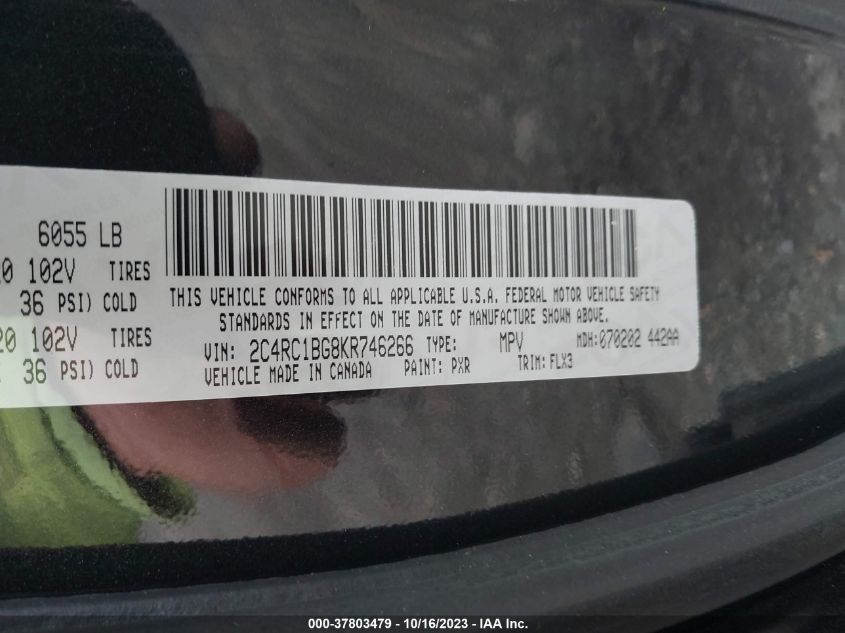 6055 LB
20 102V TIRES
36 PSI) COLD
20 102V TIRES
36 PSI) COLD
THIS VEHICLE CONFORMS TO ALL APPLICABLE U.S.A. FEDERAL MOTOR VEHICLE SAFETY
STANDARDS IN EFFECT ON THE DATE OF MANUFACTURE SHOWN ABOVE.
VIN: 2C4RC1BG8KR746266 TYPE: MPV MDH:070202 442AA
VEHICLE MADE IN CANADA PAINT: PXR TRIM: FLX3
000-37803479 - 10/16/2023 - IAA Inc.